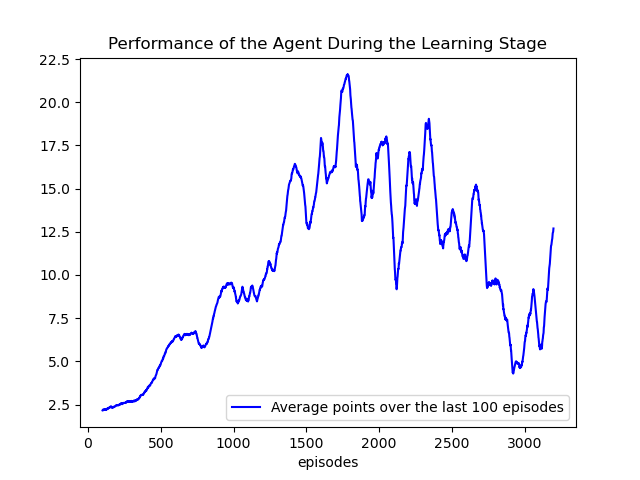 Performance of the Agent During the Learning Stage
22.5
20.0
17.5
15.0
12.5
10.0
7.5
5.0
2.5
Average points over the last 100 episodes
0 500 1000 1500 2000 2500 3000
episodes